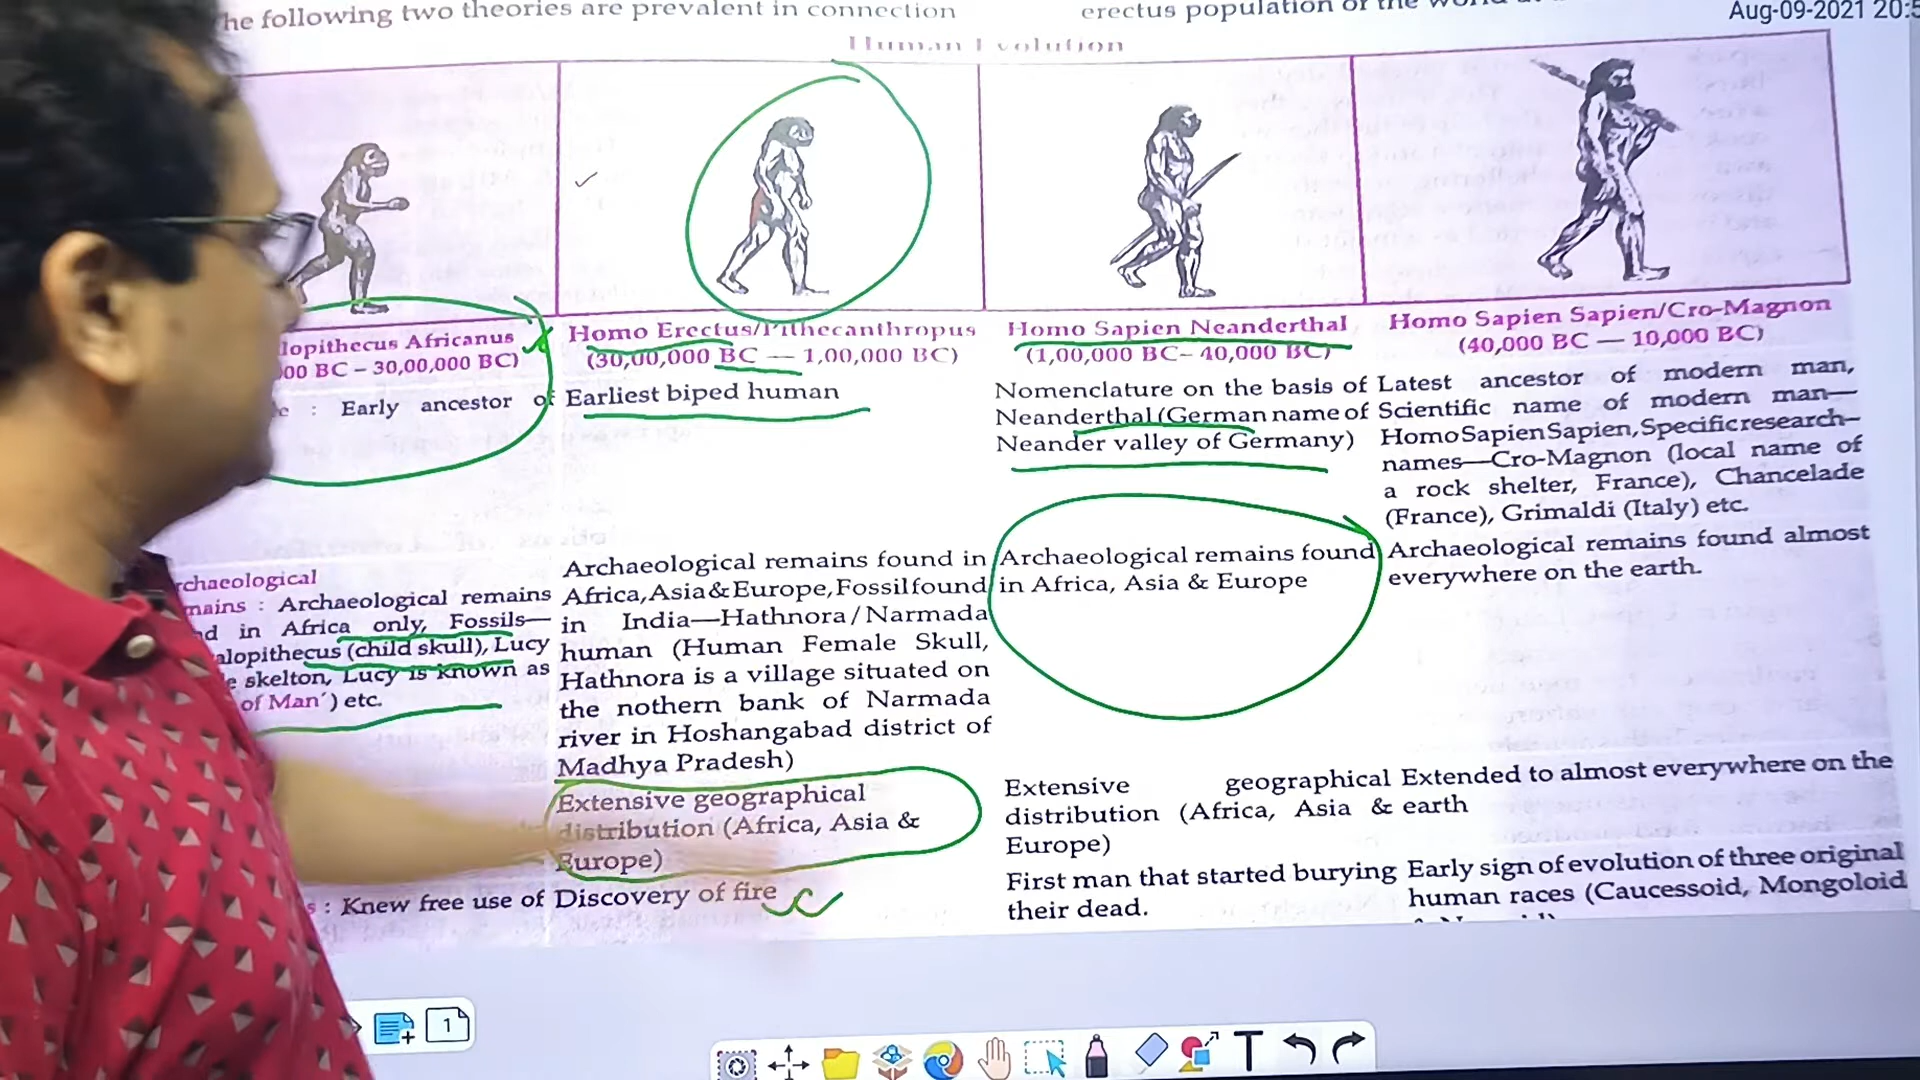 he following two theories are prevalent in connection
erectus population of the
Aug-09-2021 20:5
Human Evolution
lopithecus Africanus
00 BC – 30,00,000 BC)
: Early ancestor of
Homo Erectus/Pithecanthropus
(30,00,000 BC — 1,00,000 BC)
Earliest biped human
Homo Sapien Neanderthal
(1,00,000 BC– 40,000 BC)
Nomenclature on the basis of
Neanderthal (German name of
Neander valley of Germany)
Homo Sapien Sapien/Cro-Magnon
(40,000 BC — 10,000 BC)
Latest ancestor of modern man,
Scientific name of modern man—
Homo Sapien Sapien, Specific research–
names—Cro-Magnon (local name of
a rock shelter, France), Chancelade
(France), Grimaldi (Italy) etc.
rchaeological
mains : Archaeological remains
d in Africa only, Fossils—
alopithecus (child skull), Lucy
e skelton, Lucy is known as
of Man') etc.
Archaeological remains found in
Africa, Asia & Europe, Fossil found
in India—Hathnora/Narmada
human (Human Female Skull,
Hathnora is a village situated on
the nothern bank of Narmada
river in Hoshangabad district of
Madhya Pradesh)
Archaeological remains found
in Africa, Asia & Europe
Archaeological remains found almost
everywhere on the earth.
Extensive geographical
distribution (Africa, Asia &
Europe)
Extensive geographical
distribution (Africa, Asia &
Europe)
Extended to almost everywhere on the
earth
s : Knew free use of
Discovery of fire
First man that started burying
their dead.
Early sign of evolution of three original
human races (Caucessoid, Mongoloid
1
T